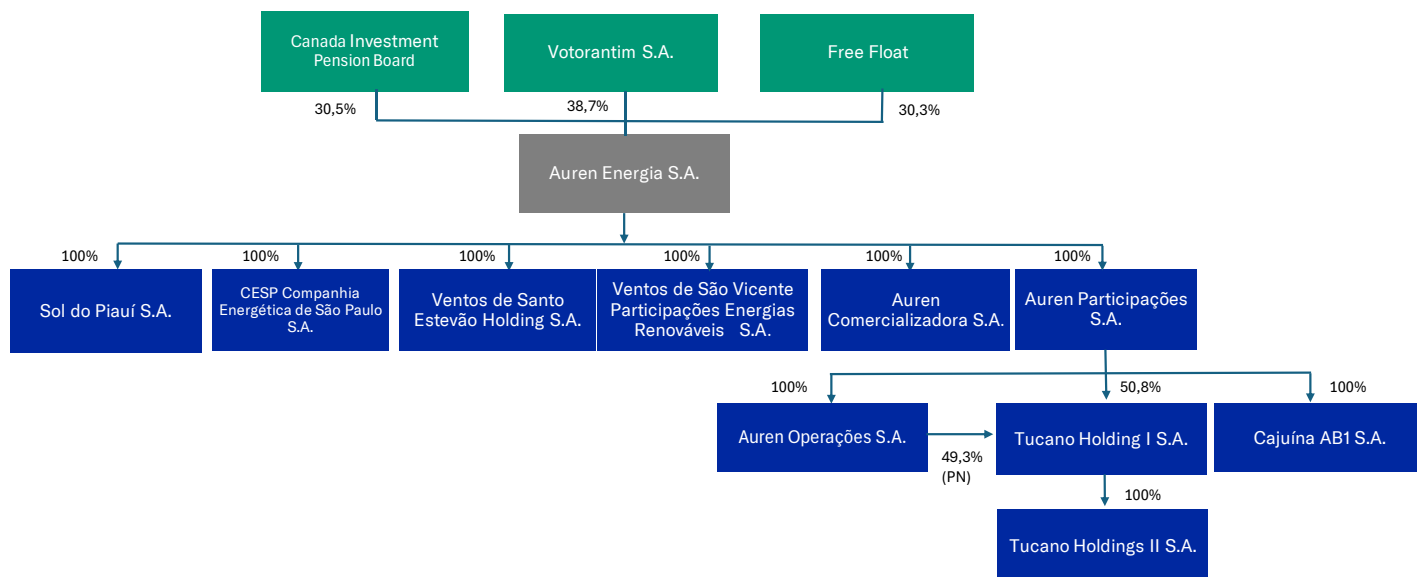 Canada Investment
Pension Board
Votorantim S.A.
Free Float
30,5%
38,7%
30,3%
Auren Energia S.A.
100%
100%
100%
100%
100%
100%
Sol do Piauí S.A.
CESP Companhia
Energética de São Paulo
S.A.
Ventos de Santo
Estevão Holding S.A.
Ventos de São Vicente
Participações Energias
Renováveis S.A.
Auren
Comercializadora S.A.
Auren Participações
S.A.
100%
50,8%
100%
Auren Operações S.A.
49,3%
(PN)
Tucano Holding I S.A.
Cajuína AB1 S.A.
100%
Tucano Holdings II S.A.